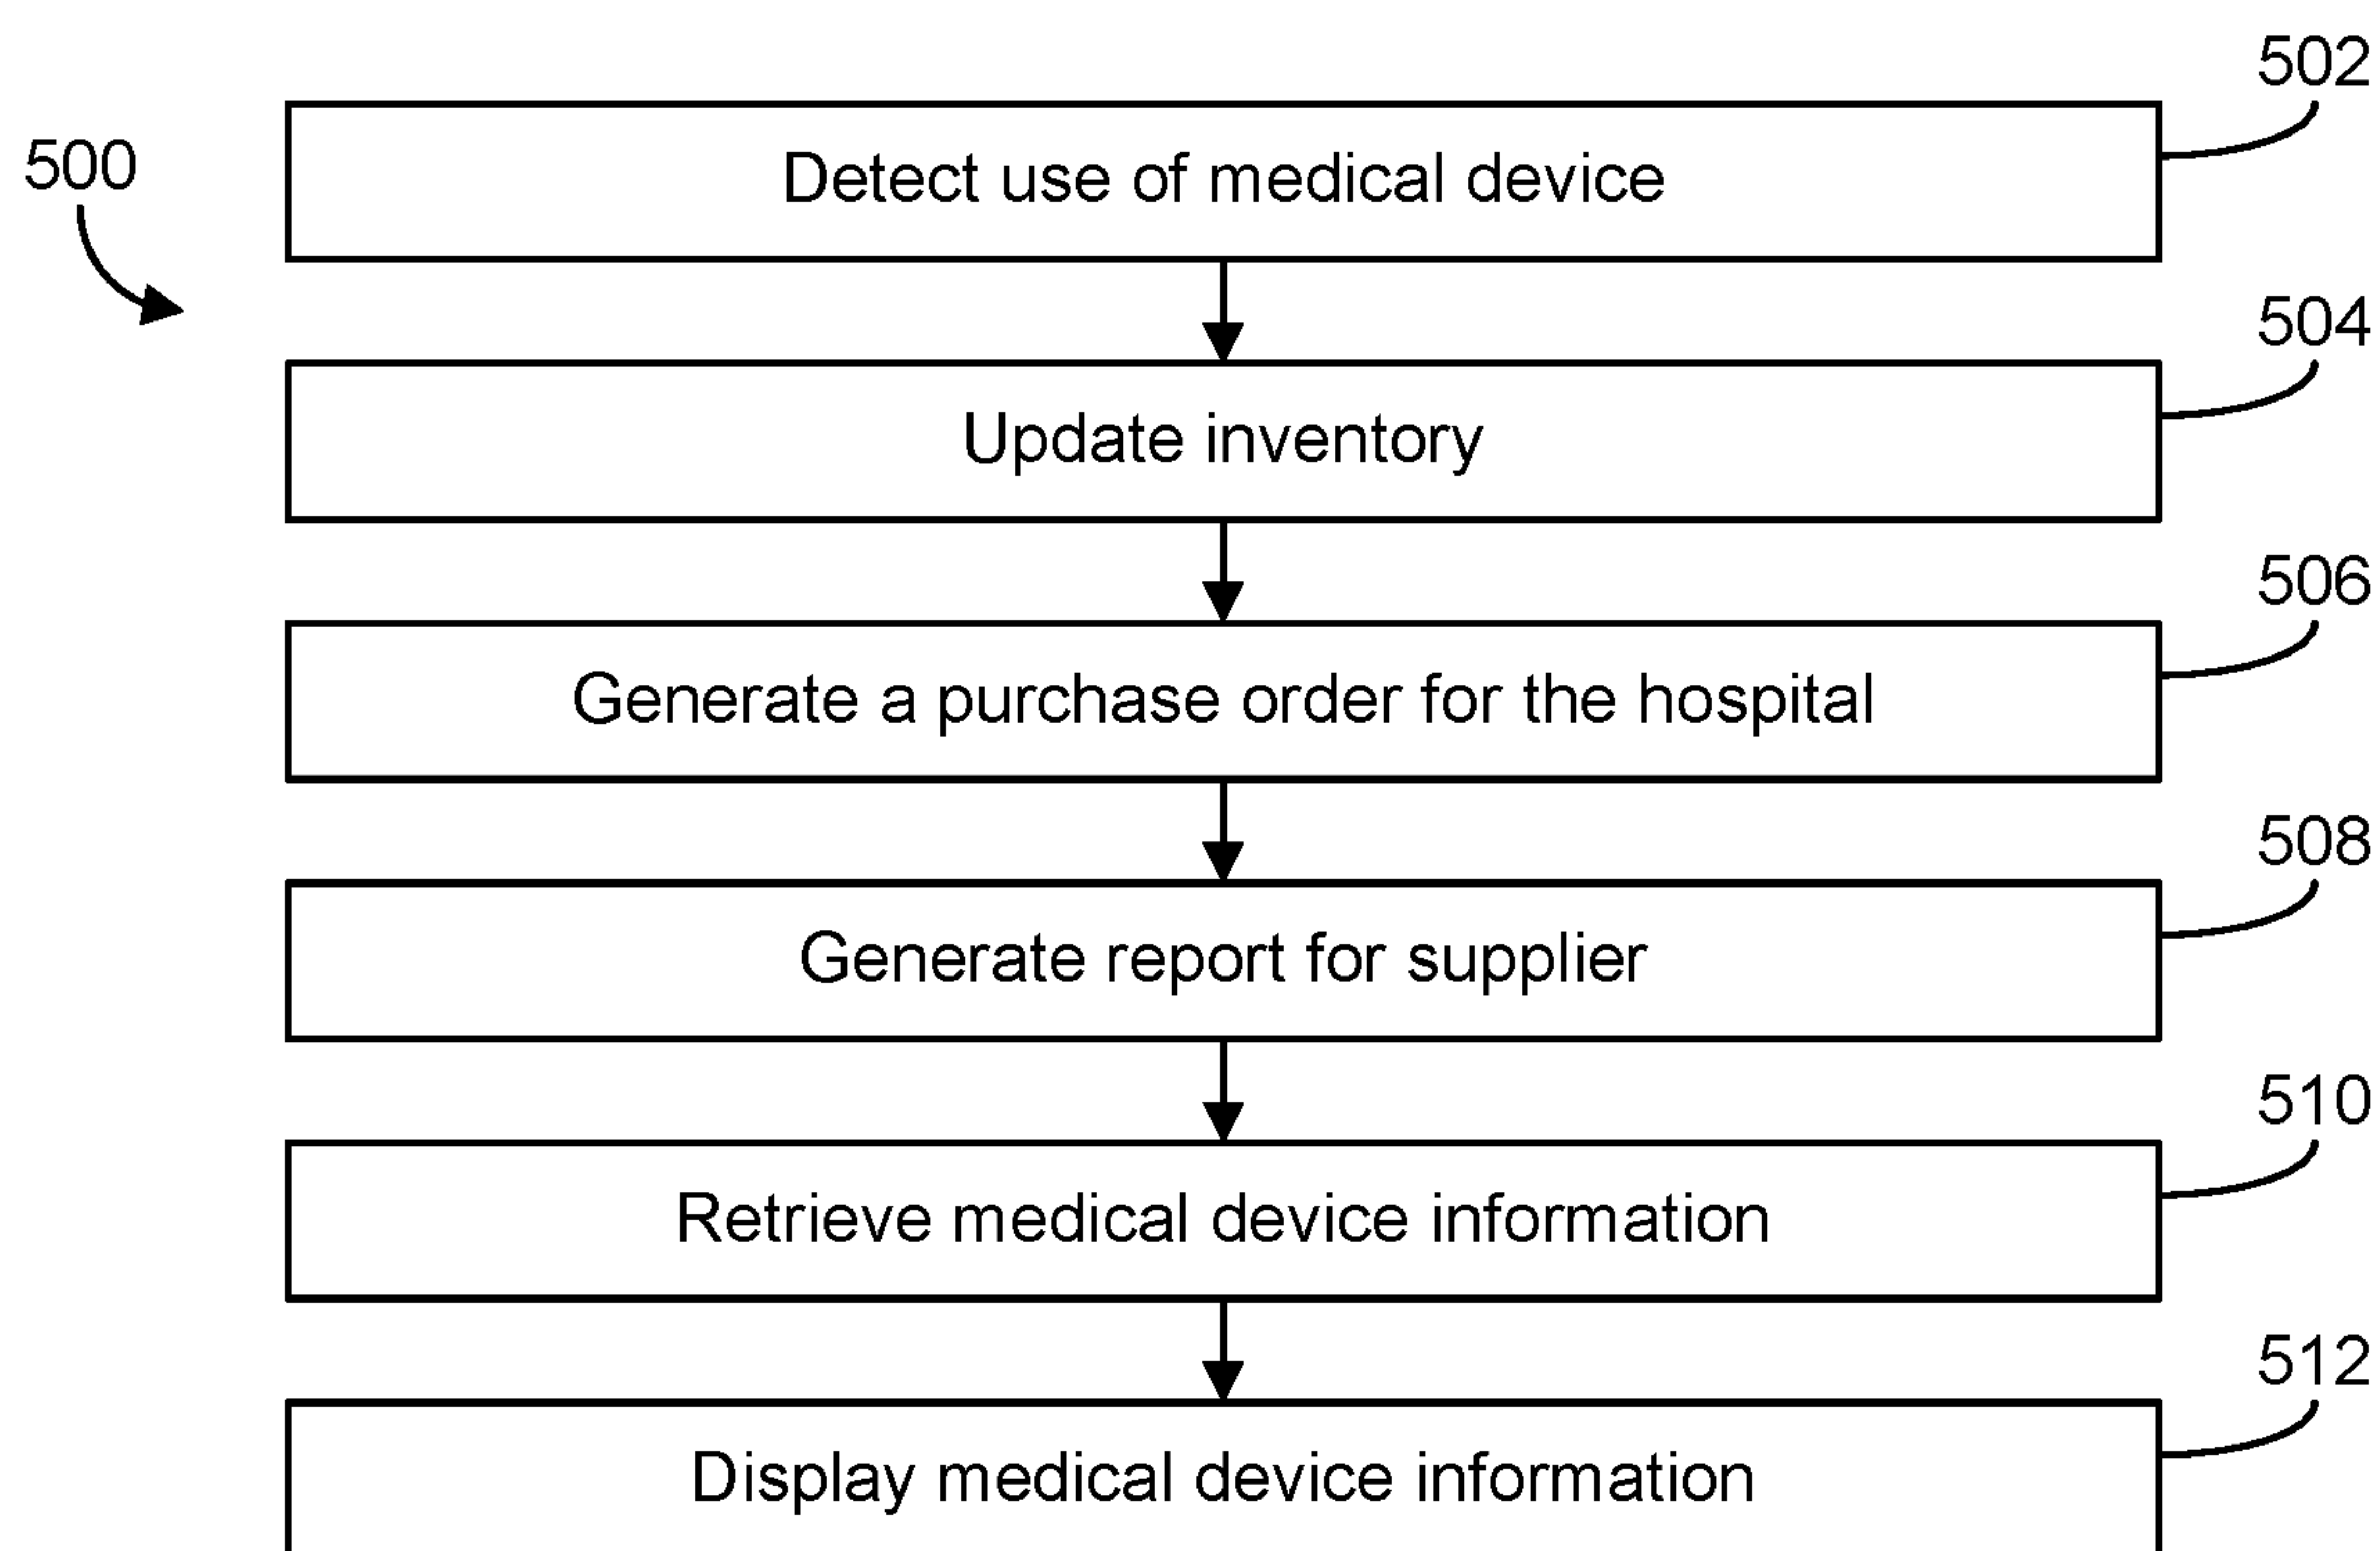 502
500
Detect use of medical device
504
Update inventory
506
Generate a purchase order for the hospital
508
Generate report for supplier
510
Retrieve medical device information
512
Display medical device information